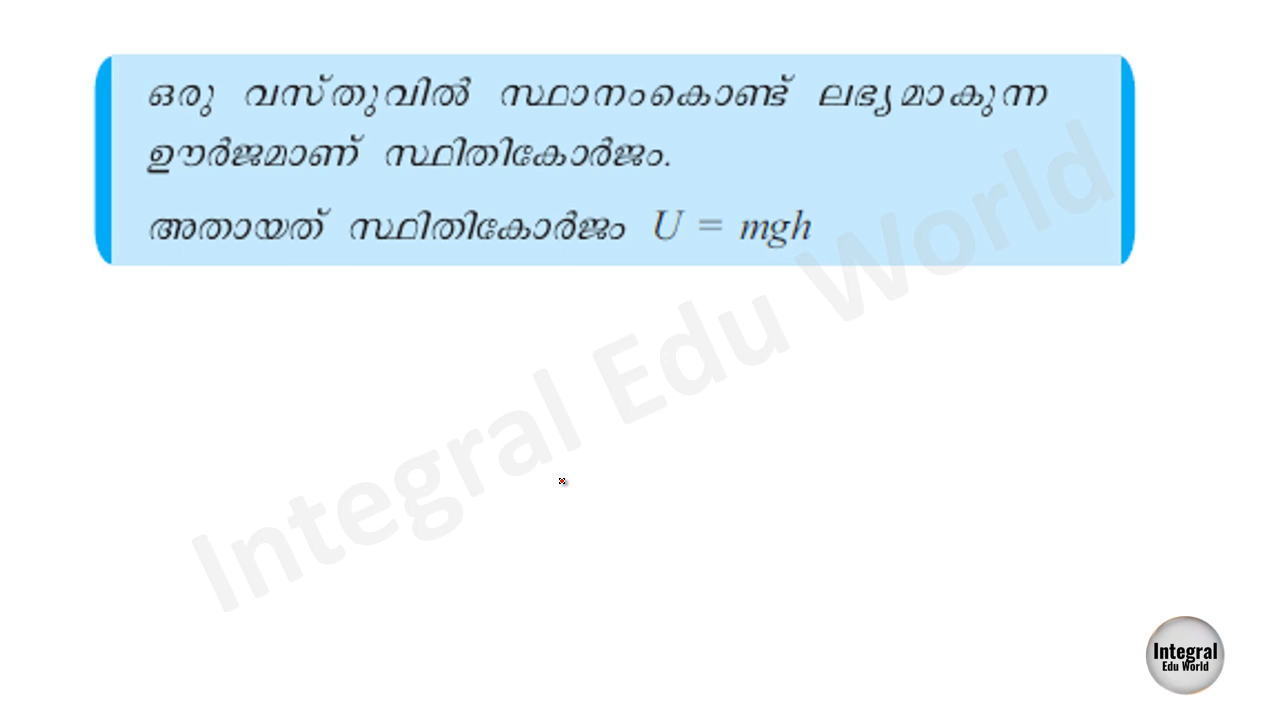 ഒരു വസ്തുവിൽ സ്ഥാനംകൊണ്ട് ലഭ്യമാകുന്ന
ഊർജമാണ് സ്ഥിതികോർജം.
അതായത് സ്ഥിതികോർജം U = mgh
Integral Edu World
Integral
Edu World